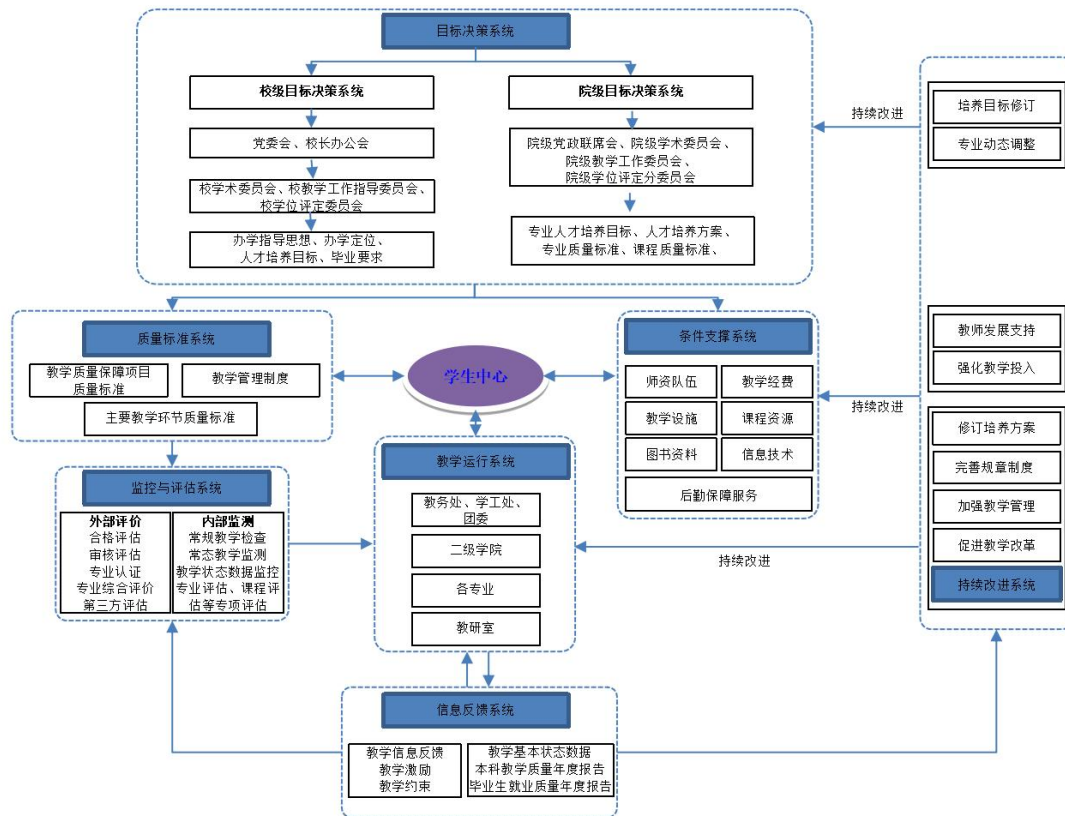 目标决策系统
校级目标决策系统
院级目标决策系统
党委会、校长办公会
院级党政联席会、院级学术委员会、
院级教学工作委员会、
院级学位评定分委员会
校学术委员会、校教学工作指导委员会、
校学位评定委员会
办学指导思想、办学定位、
人才培养目标、毕业要求
专业人才培养目标、人才培养方案、
专业质量标准、课程质量标准、
持续改进
培养目标修订
专业动态调整
质量标准系统
教学质量保障项目
质量标准
教学管理制度
主要教学环节质量标准
学生中心
条件支撑系统
师资队伍
教学经费
教学设施
课程资源
图书资料
信息技术
后勤保障服务
持续改进
教师发展支持
强化教学投入
修订培养方案
完善规章制度
加强教学管理
促进教学改革
持续改进系统
监控与评估系统
外部评价
合格评估
审核评估
专业认证
专业综合评价
第三方评估
内部监测
常规教学检查
常态教学监测
教学状态数据监控
专业评估、课程评
估等专项评估
教学运行系统
教务处、学工处、
团委
二级学院
各专业
教研室
持续改进
信息反馈系统
教学信息反馈
教学激励
教学约束
教学基本状态数据
本科教学质量年度报告
毕业生就业质量年度报告